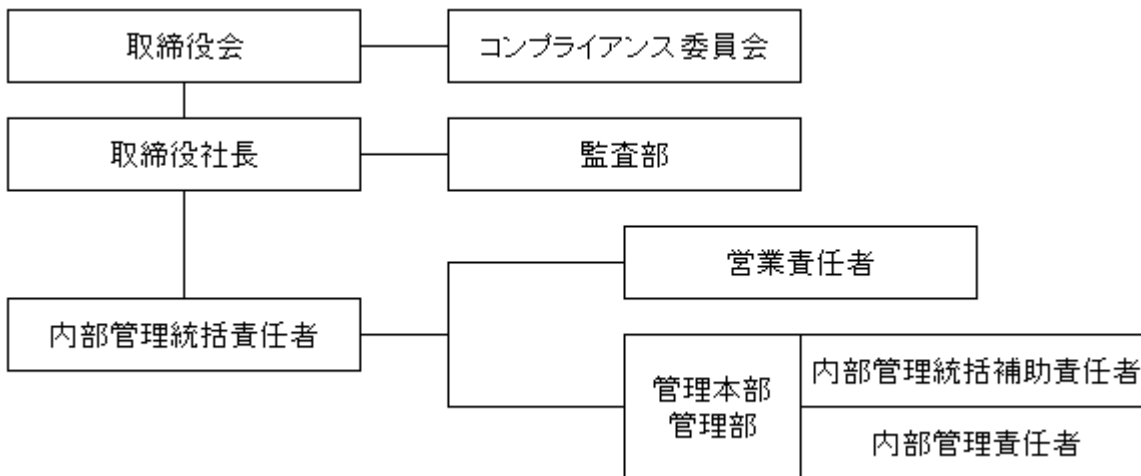 取締役会
コンプライアンス委員会
取締役社長
監査部
営業責任者
内部管理統括責任者
管理本部
管理部
内部管理統括補助責任者
内部管理責任者